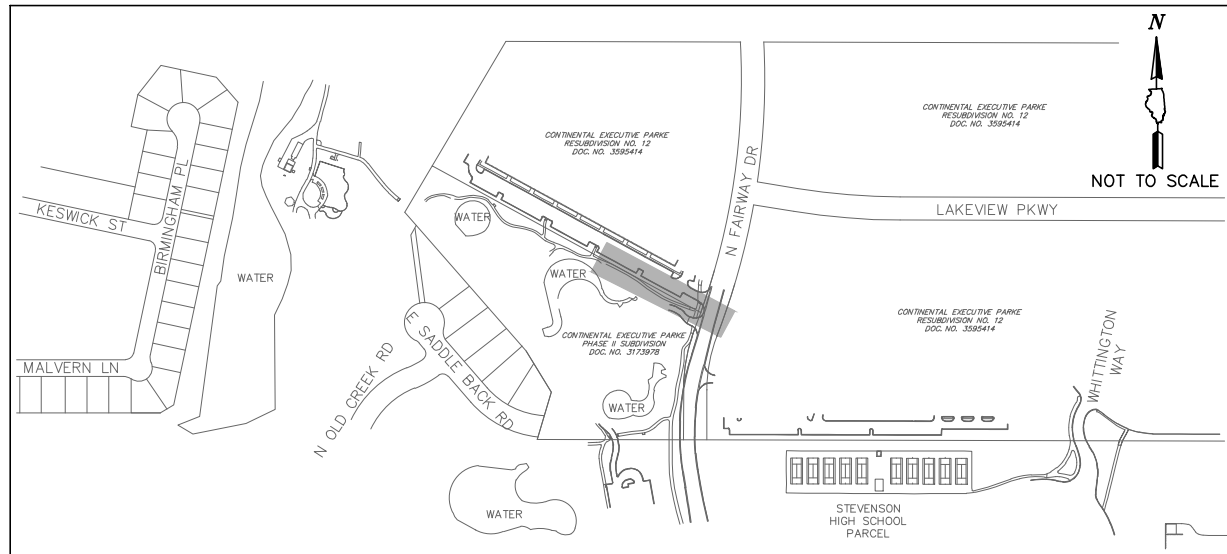 N
NOT TO SCALE
CONTINENTAL EXECUTIVE PARKE
RESUBDIVISION NO. 12
DOC. NO. 3595414
CONTINENTAL EXECUTIVE PARKE
RESUBDIVISION NO. 12
DOC. NO. 3595414
BIRMINGHAM PL
KESWICK ST
MALVERN LN
WATER
WATER
WATER
N FAIRWAY DR
LAKEVIEW PKWY
CONTINENTAL EXECUTIVE PARKE
PHASE II SUBDIVISION
DOC. NO. 3173978
CONTINENTAL EXECUTIVE PARKE
RESUBDIVISION NO. 12
DOC. NO. 3595414
N OLD CREEK RD
E SADDLE BACK RD
WATER
WHITTINGTON
WAY
WATER
STEVENSON
HIGH SCHOOL
PARCEL